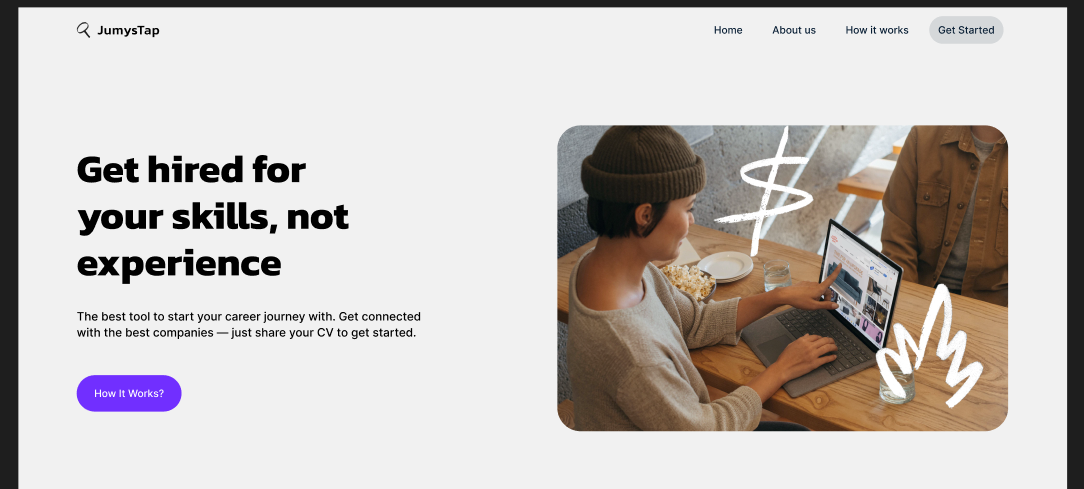 JumysTap
Home
About us
How it works
Get Started
Get hired for
your skills, not
experience
The best tool to start your career journey with. Get connected
with the best companies — just share your CV to get started.
How It Works?
$